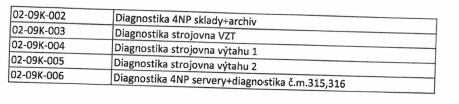 02-09K-002 Diagnostika 4NP sklady+archiv
02-09K-003 Diagnostika strojovna VZT
02-09K-004 Diagnostika strojovna výtahu 1
02-09K-005 Diagnostika strojovna výtahu 2
02-09K-006 Diagnostika 4NP servery+diagnostika č.m.315,316